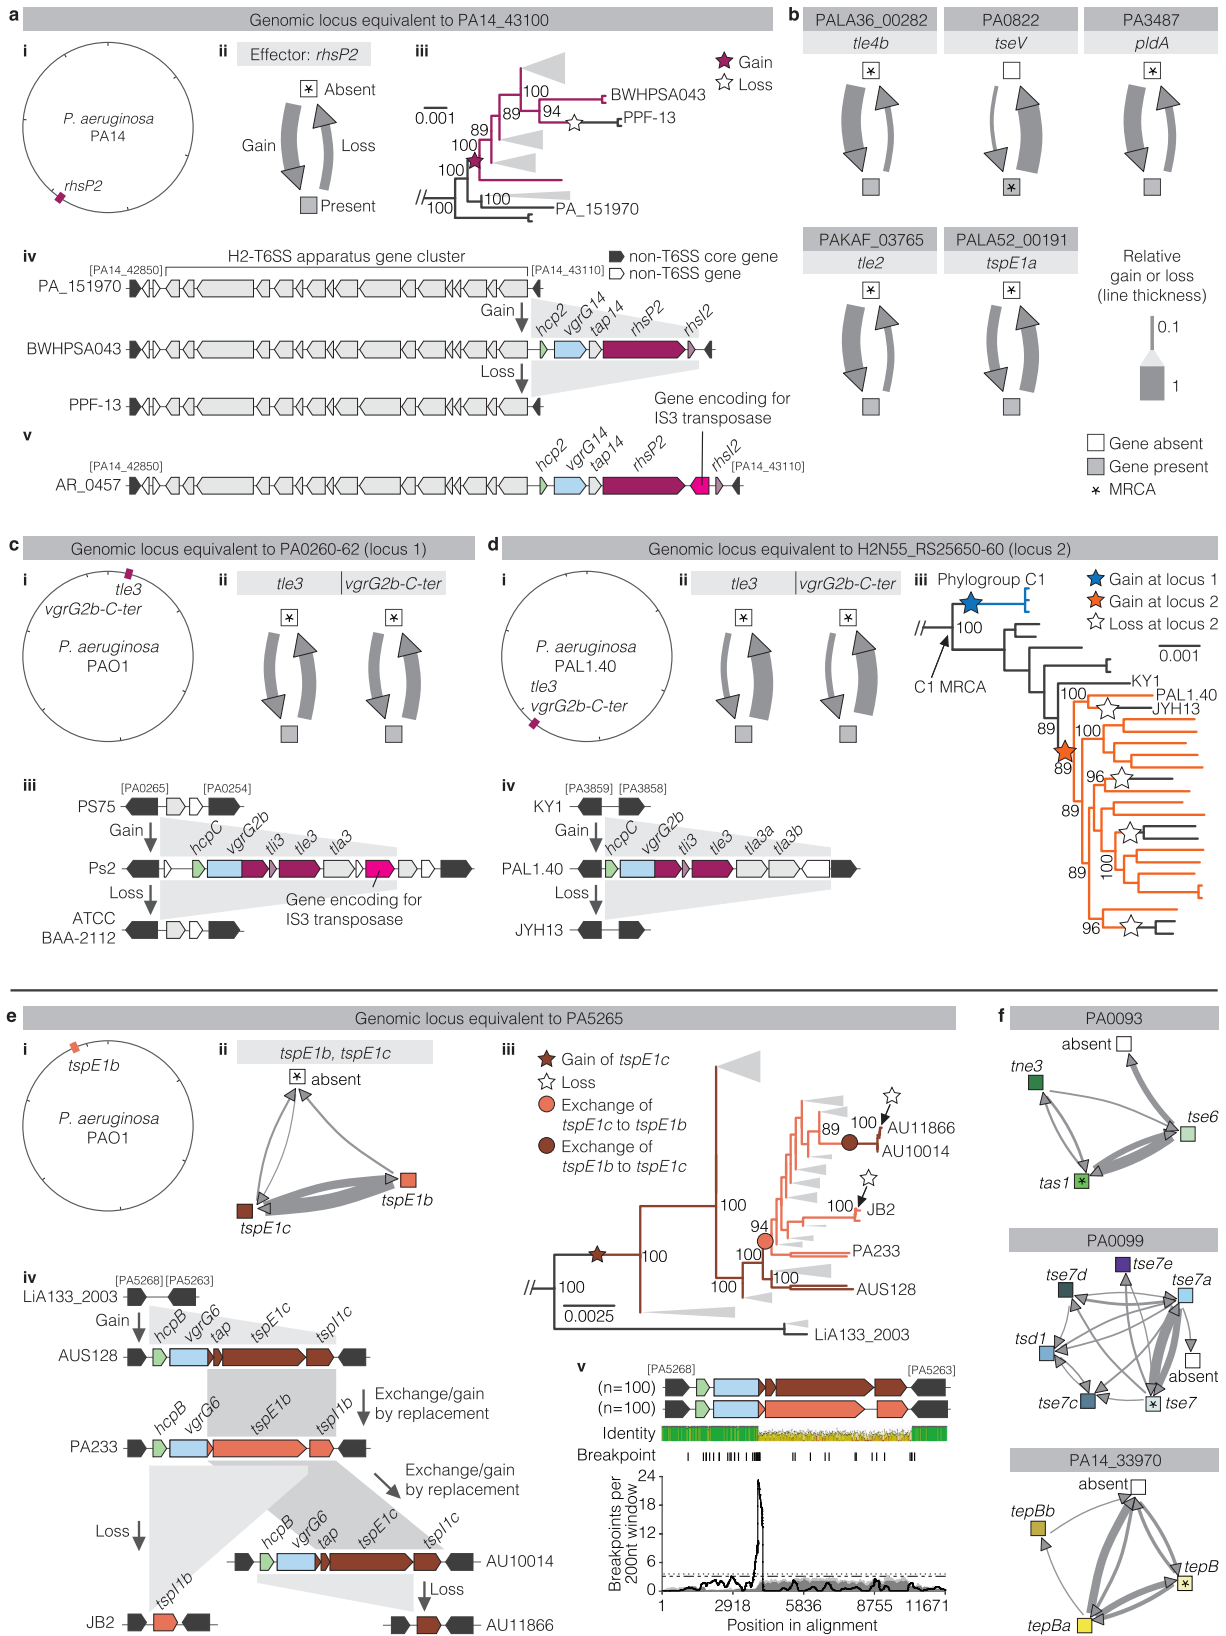 a
Genomic locus equivalent to PA14_43100
i
P. aeruginosa
PA14
rhsP2
ii
Effector: rhsP2
Absent
Gain
Loss
Present
iii
0.001
Gain
Loss
100
89
94
89
100
100
100
100
BWHPSA043
PPF-13
PA_151970
iv
H2-T6SS apparatus gene cluster
non-T6SS core gene
non-T6SS gene
[PA14_42850]
[PA14_43110]
PA_151970
Gain
hcp2
vgrG14
tap14
rhsP2
rhsI2
BWHPSA043
Loss
PPF-13
Gene encoding for
IS3 transposase
v
[PA14_42850]
hcp2
vgrG14
tap14
rhsP2
rhsI2
[PA14_43110]
AR_0457
b
PALA36_00282
tle4b
PA0822
tseV
PA3487
pldA
PAKAF_03765
tle2
PALA52_00191
tspE1a
Relative
gain or loss
(line thickness)
0.1
1
Gene absent
Gene present
MRCA
c
Genomic locus equivalent to PA0260-62 (locus 1)
i
tle3
vgrG2b-C-ter
P. aeruginosa
PAO1
ii
tle3
vgrG2b-C-ter
iii
[PA0265]
[PA0254]
PS75
Gain
hcpC
vgrG2b
tli3
tle3
tla3
Ps2
Loss
Gene encoding for
IS3 transposase
ATCC
BAA-2112
d
Genomic locus equivalent to H2N55_RS25650-60 (locus 2)
i
P. aeruginosa
PAL1.40
tle3
vgrG2b-C-ter
ii
tle3
vgrG2b-C-ter
iii
Phylogroup C1
Gain at locus 1
Gain at locus 2
Loss at locus 2
100
0.001
C1 MRCA
KY1
100
PAL1.40
JYH13
89
100
89
96
89
100
89
96
iv
[PA3859]
[PA3858]
KY1
Gain
hcpC
vgrG2b
tli3
tle3
tla3a
tla3b
PAL1.40
Loss
JYH13
e
Genomic locus equivalent to PA5265
i
tspE1b
P. aeruginosa
PAO1
ii
tspE1b, tspE1c
absent
tspE1b
tspE1c
iii
Gain of tspE1c
Loss
Exchange of
tspE1c to tspE1b
Exchange of
tspE1b to tspE1c
89
100
AU11866
AU10014
100
JB2
94
100
PA233
100
100
100
100
AUS128
100
0.0025
LiA133_2003
iv
[PA5268]
[PA5263]
LiA133_2003
Gain
hcpB
vgrG6
tap
tspE1c
tspI1c
AUS128
Exchange/gain
by replacement
hcpB
vgrG6
tspE1b
tspI1b
PA233
Exchange/gain
by replacement
Loss
hcpB
vgrG6
tap
tspE1c
tspI1c
AU10014
Loss
tspI1b
JB2
AU11866
v
[PA5268]
[PA5263]
(n=100)
(n=100)
Identity
Breakpoint
Breakpoints per
200nt window
24
18
12
6
0
1
2918
5836
8755
11671
Position in alignment
f
PA0093
absent
tne3
tse6
tas1
PA0099
tse7e
tse7d
tse7a
tsd1
absent
tse7c
tse7
PA14_33970
absent
tepBb
tepB
tepBa